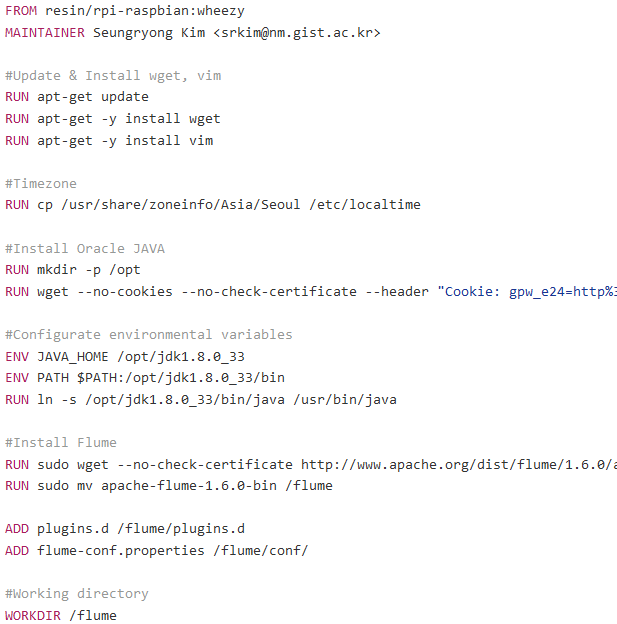 FROM resin/rpi-raspbian:wheezy
MAINTAINER Seungryong Kim <srkim@nm.gist.ac.kr>
#Update & Install wget, vim
RUN apt-get update
RUN apt-get -y install wget
RUN apt-get -y install vim
#Timezone
RUN cp /usr/share/zoneinfo/Asia/Seoul /etc/localtime
#Install Oracle JAVA
RUN mkdir -p /opt
RUN wget --no-cookies --no-check-certificate --header "Cookie: gpw_e24=http%3
#Configurate environmental variables
ENV JAVA_HOME /opt/jdk1.8.0_33
ENV PATH $PATH:/opt/jdk1.8.0_33/bin
RUN ln -s /opt/jdk1.8.0_33/bin/java /usr/bin/java
#Install Flume
RUN sudo wget --no-check-certificate http://www.apache.org/dist/flume/1.6.0/a
RUN sudo mv apache-flume-1.6.0-bin /flume
ADD plugins.d /flume/plugins.d
ADD flume-conf.properties /flume/conf/
#Working directory
WORKDIR /flume